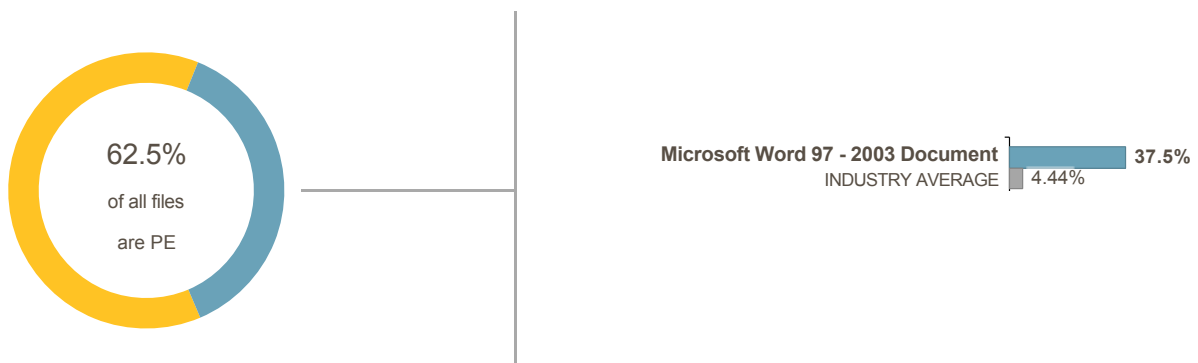 62.5%
of all files
are PE
Microsoft Word 97 - 2003 Document
37.5%
INDUSTRY AVERAGE
4.44%